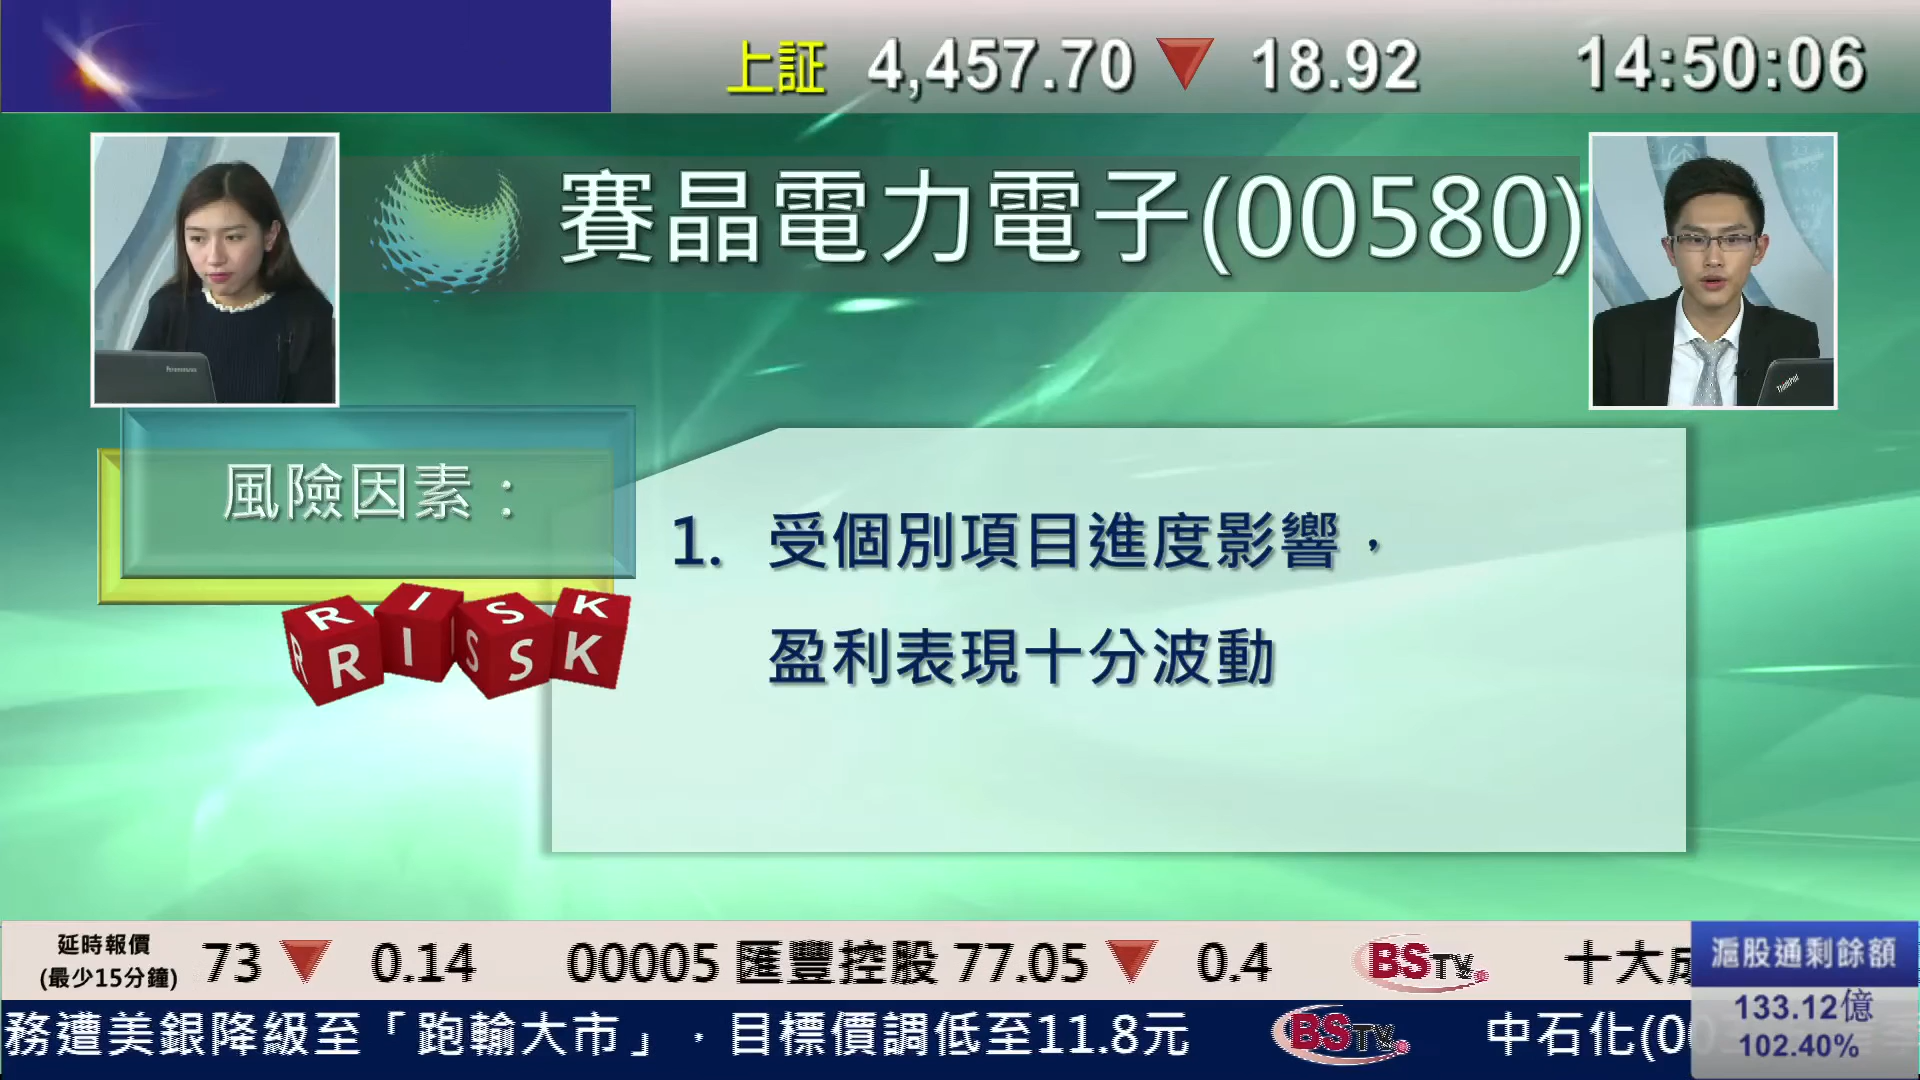 上証 4,457.70 ▼ 18.92 14:50:06
賽晶電力電子(00580)
風險因素：
RISK
1. 受個別項目進度影響，
盈利表現十分波動
延時報價
(最少15分鐘)
73 ▼ 0.14 00005 匯豐控股 77.05 ▼ 0.4 BSTV 十大
滬股通剩餘額
133.12億
102.40%
務遭美銀降級至「跑輸大市」，目標價調低至11.8元 BSTV 中石化(00
ThinkPad